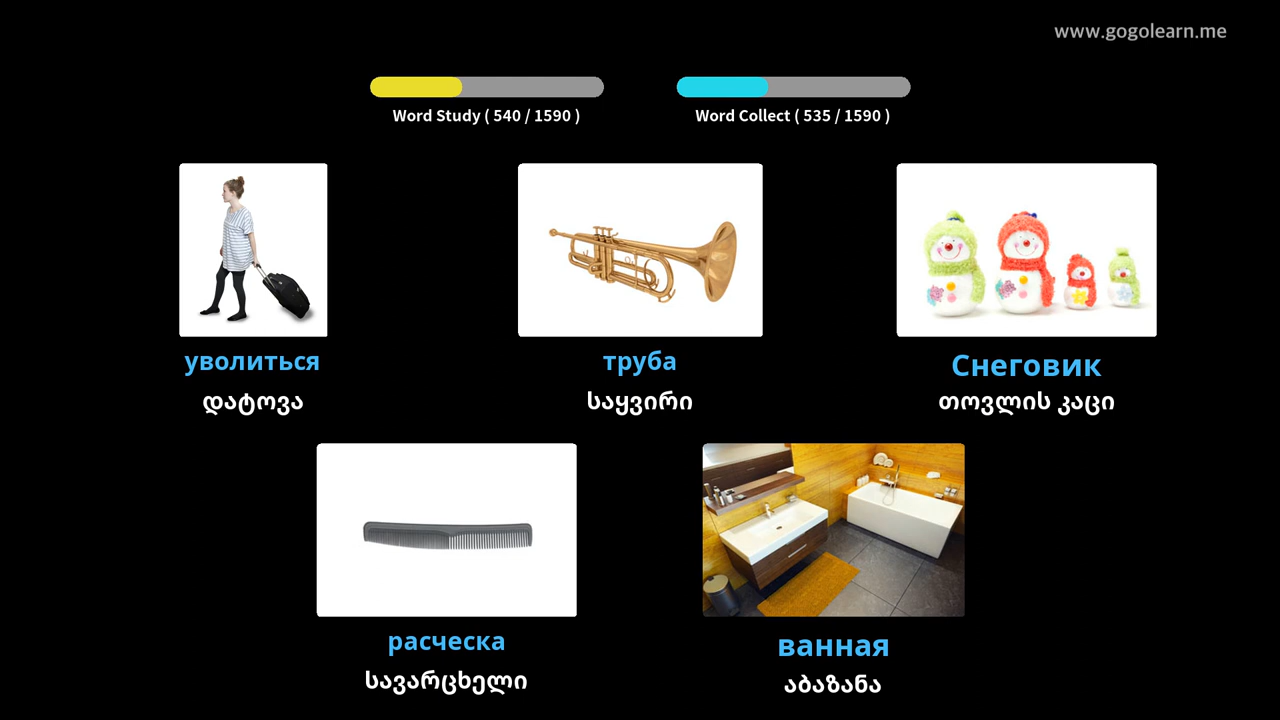 www.gogolearn.me
Word Study ( 540 / 1590 )
Word Collect ( 535 / 1590 )
уволиться
დატოვა
труба
საყვირი
Снеговик
თოვლის კაცი
расческа
სავარცხელი
ванная
აბაზანა